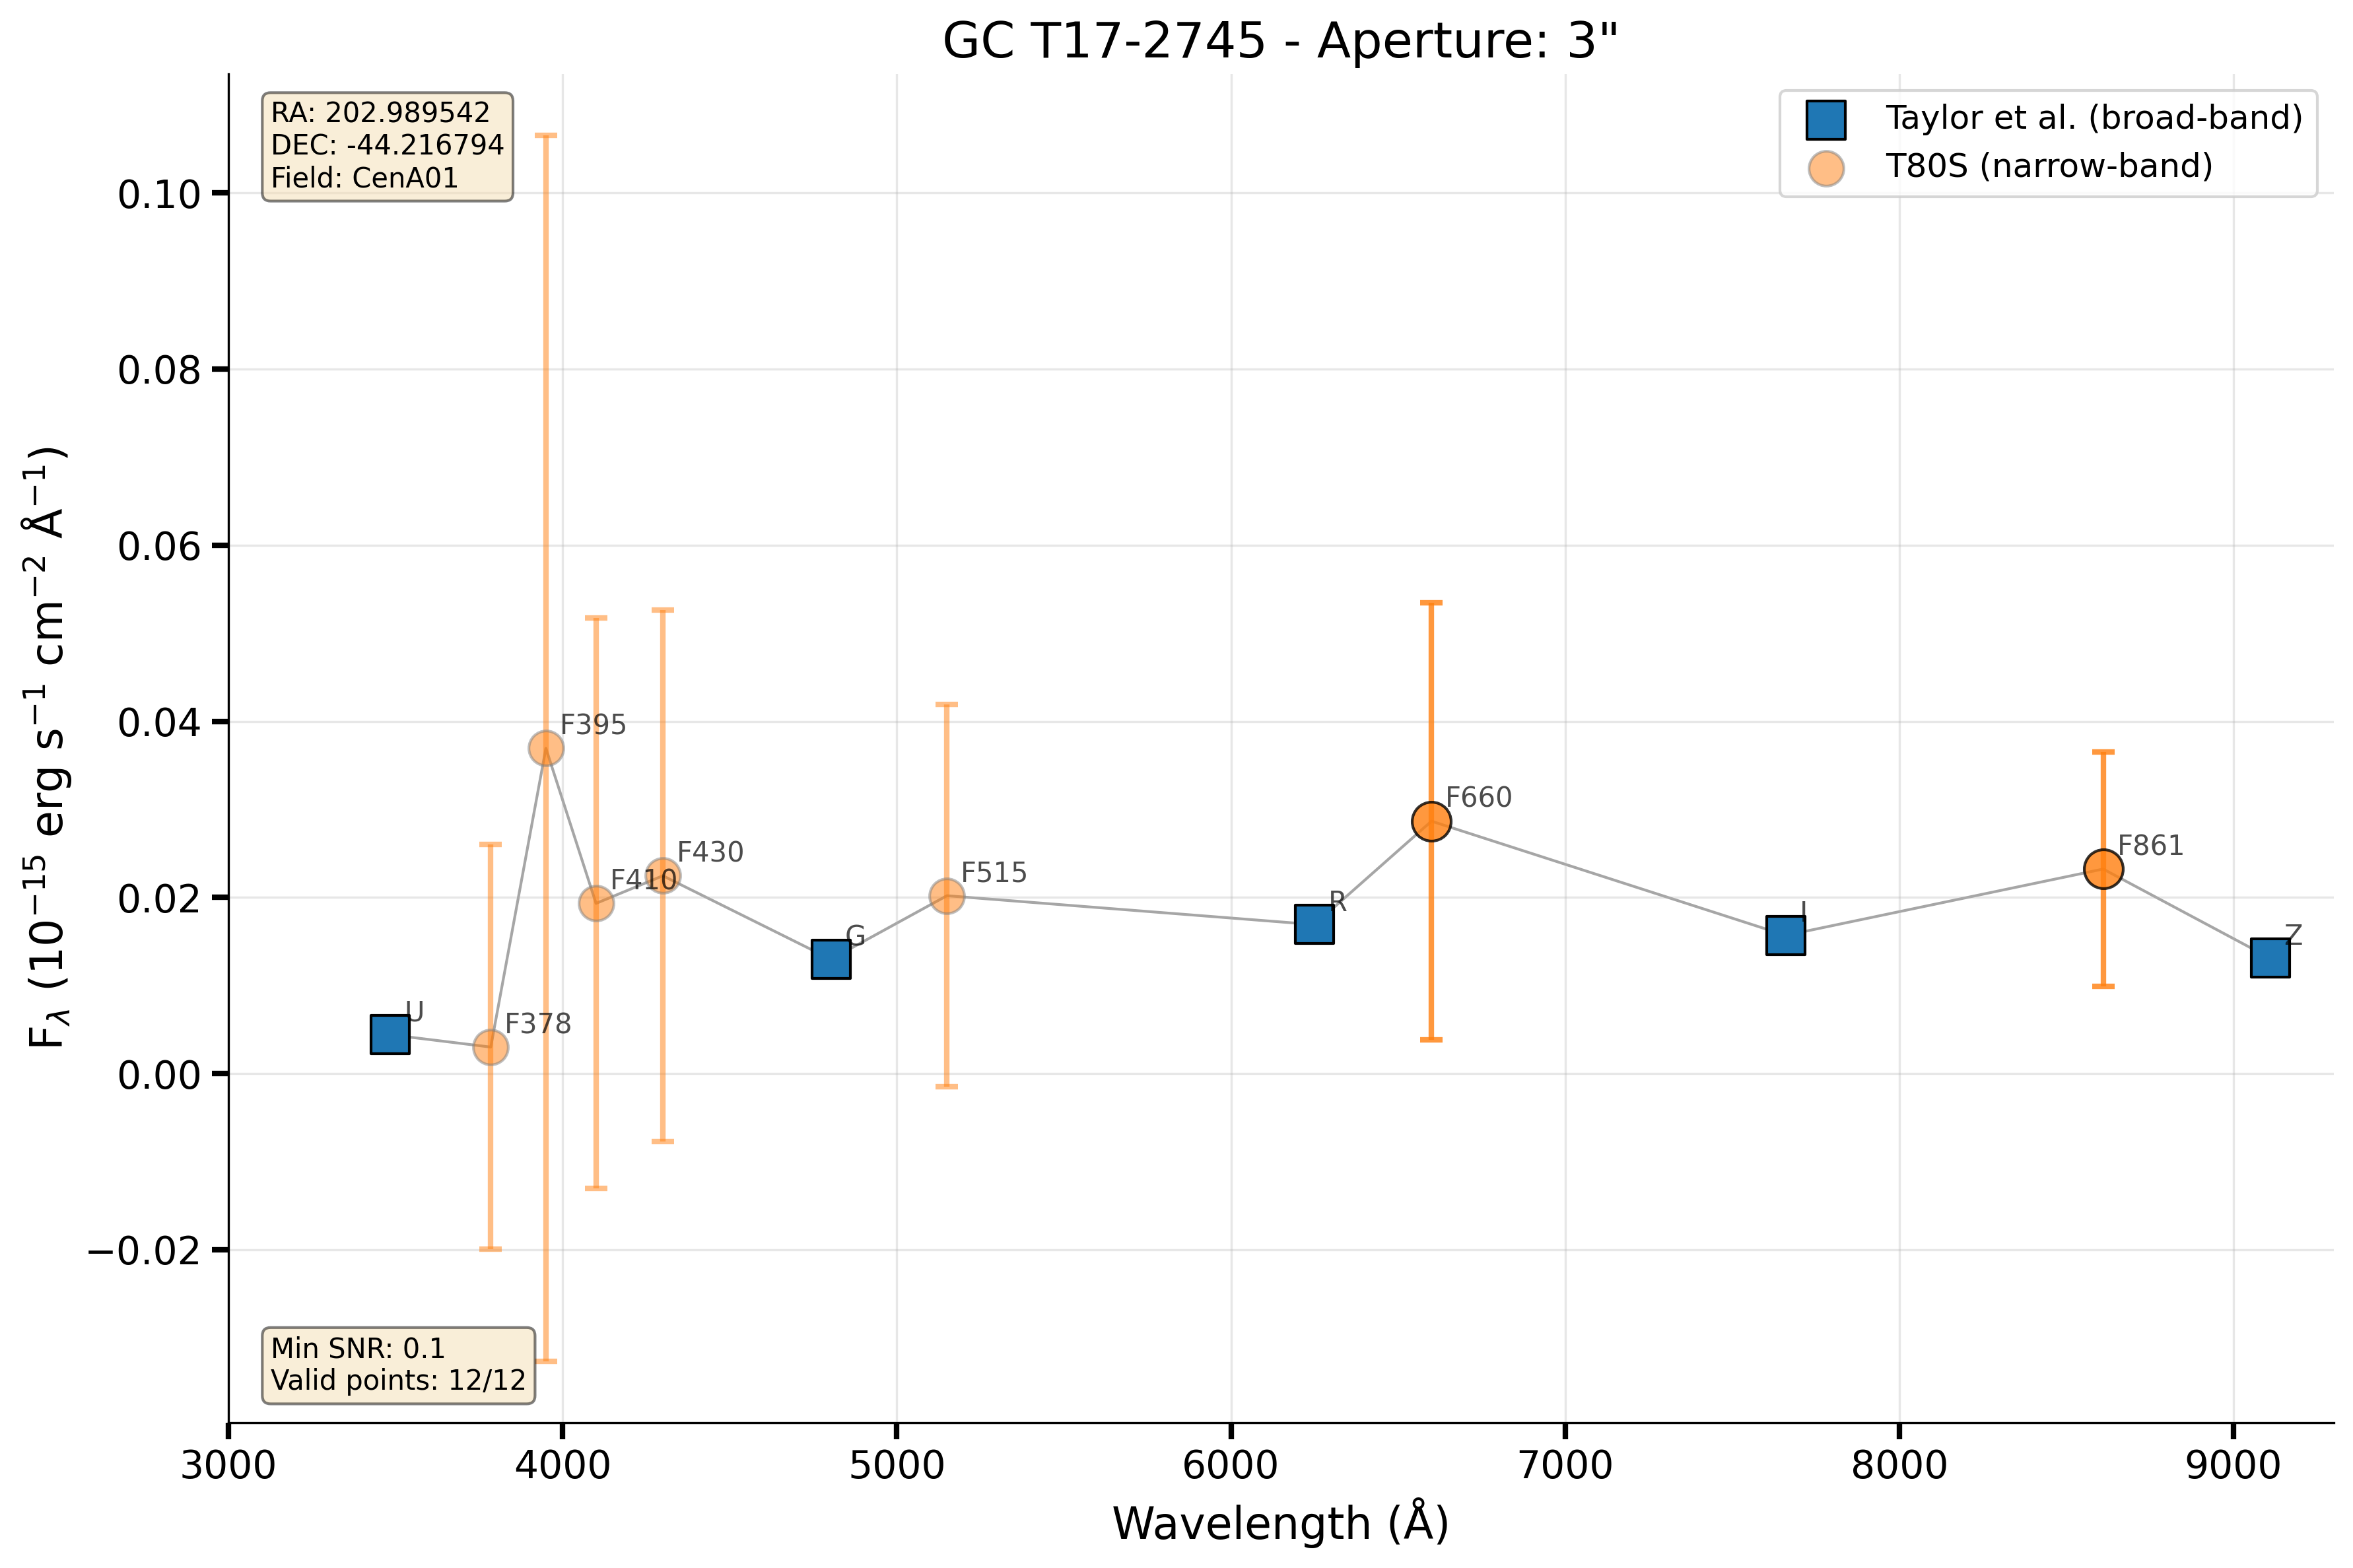 GC T17-2745 - Aperture: 3"
RA: 202.989542
DEC: -44.216794
Field: CenA01
Taylor et al. (broad-band)
T80S (narrow-band)
0.10
0.08
0.06
0.04
0.02
0.00
−0.02
F_λ (10⁻¹⁵ erg s⁻¹ cm⁻² Å⁻¹)
U
F378
F395
F410
F430
G
F515
R
F660
I
F861
Z
Min SNR: 0.1
Valid points: 12/12
3000
4000
5000
6000
7000
8000
9000
Wavelength (Å)